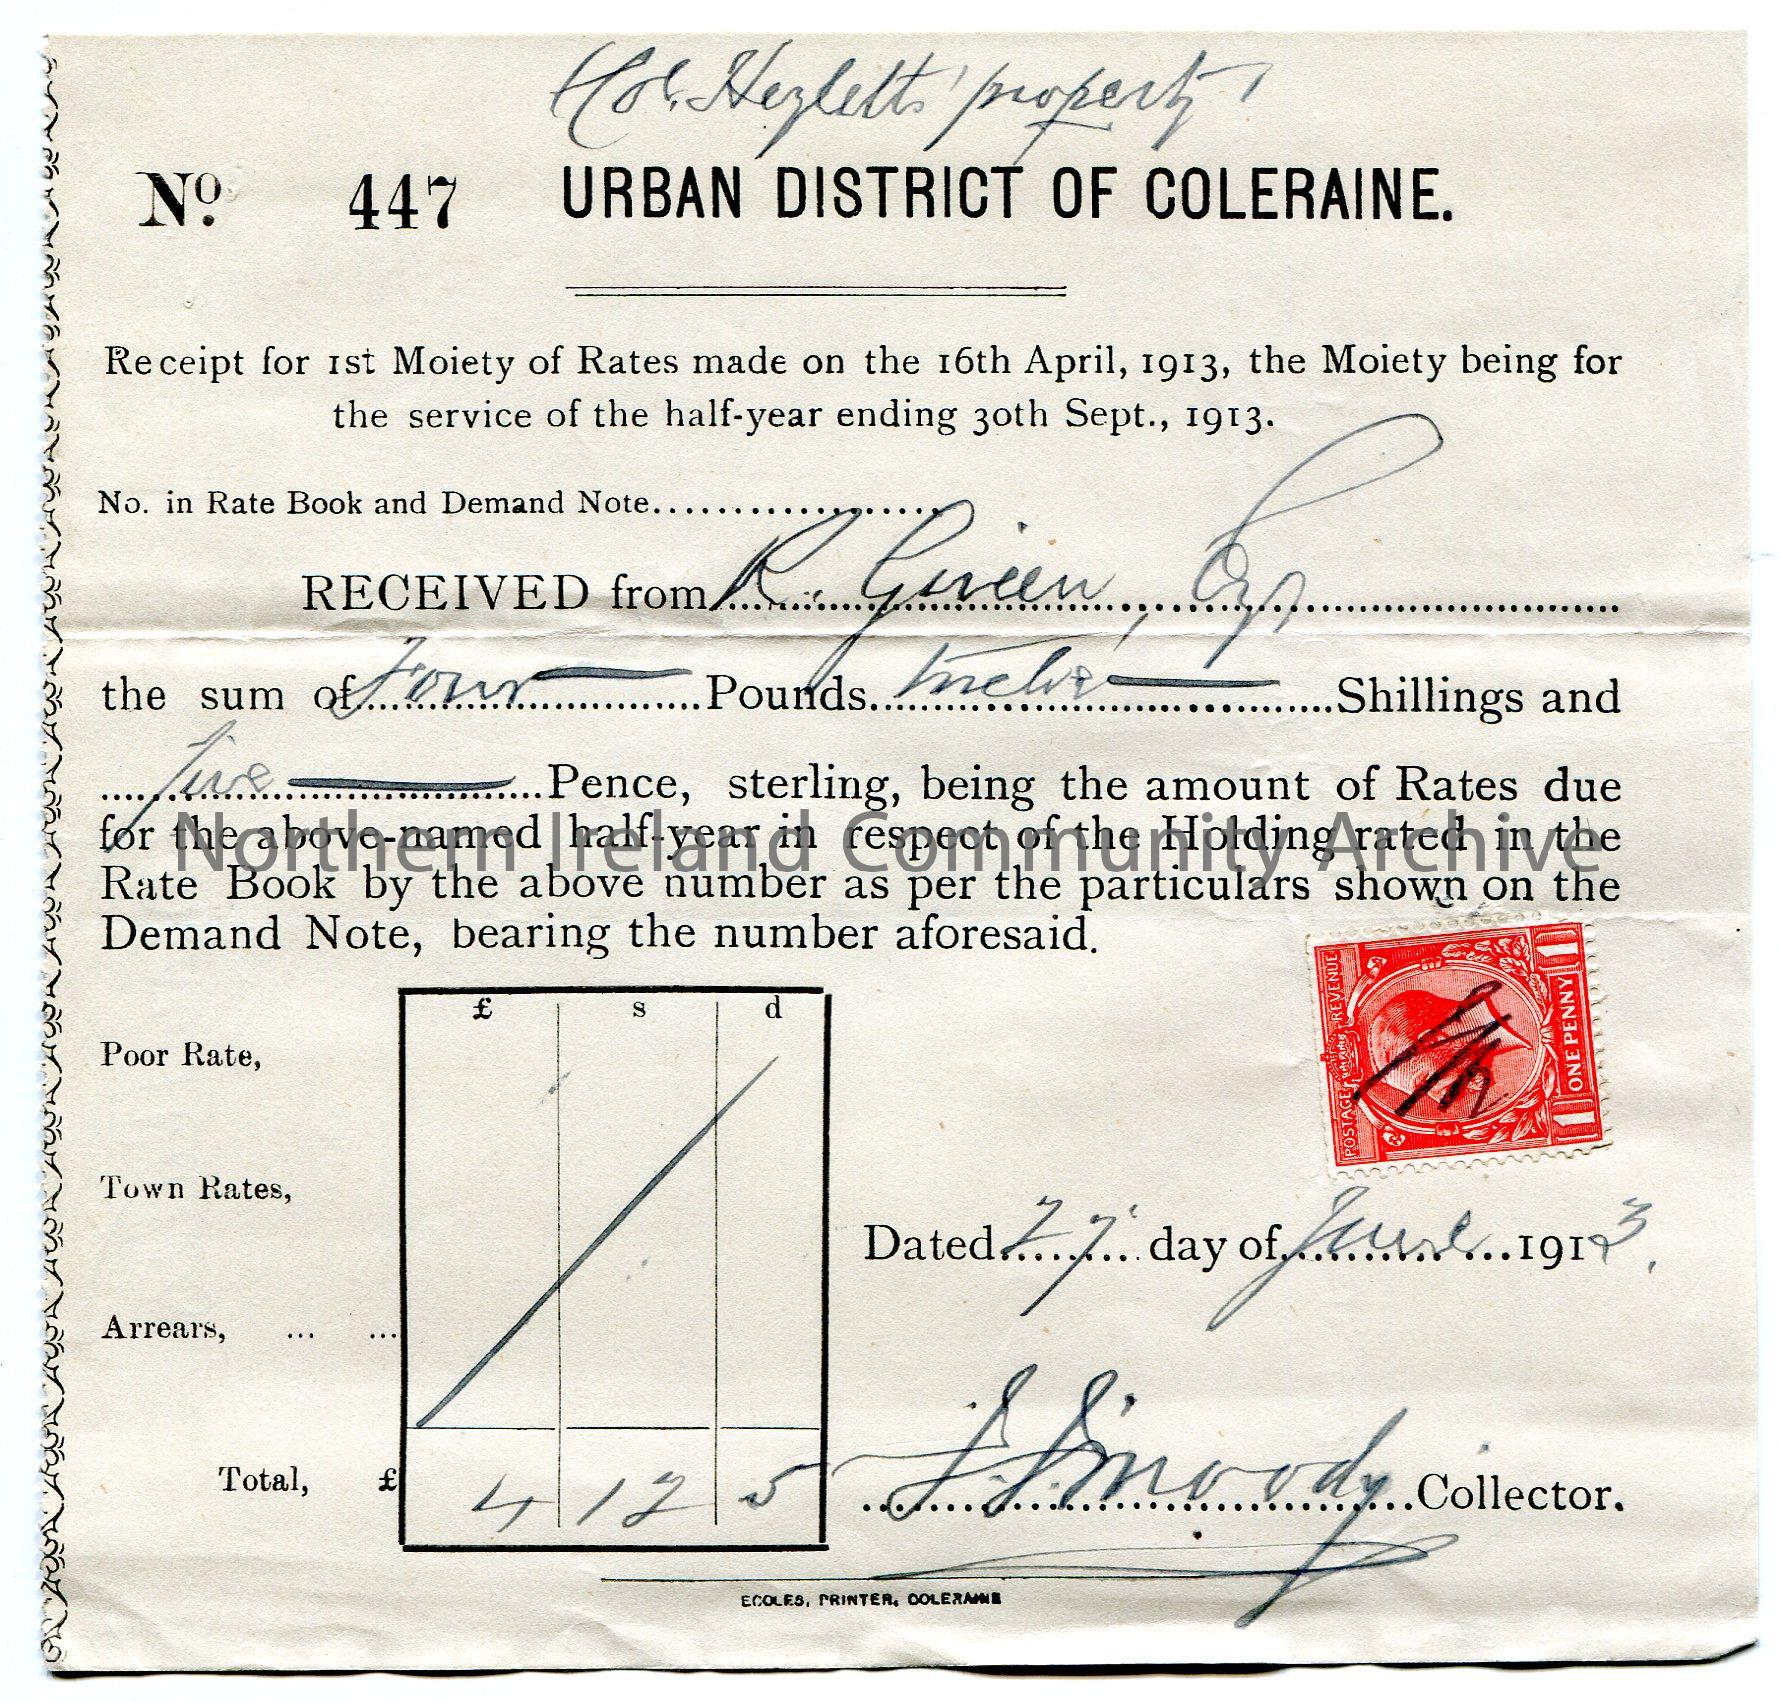 Col. Hezletts' property
No. 447 URBAN DISTRICT OF COLERAINE.
Receipt for 1st Moiety of Rates made on the 16th April, 1913, the Moiety being for
the service of the half-year ending 30th Sept., 1913.
No. in Rate Book and Demand Note..................
RECEIVED from R. Green, Esq,
the sum of Four Pounds twelve Shillings and
five Pence, sterling, being the amount of Rates due
for the above-named half-year in respect of the Holding rated in the
Northern Ireland Community Archive
Rate Book by the above number as per the particulars shown on the
Demand Note, bearing the number aforesaid.
£ s d
Poor Rate,
Town Rates,
Arrears, ... ...
Total, £ 4 12 5
POSTAGE REVENUE
1 ONE PENNY 1
Dated 27 day of June 1913.
Moody Collector.
ECCLES, PRINTER, COLERAINE